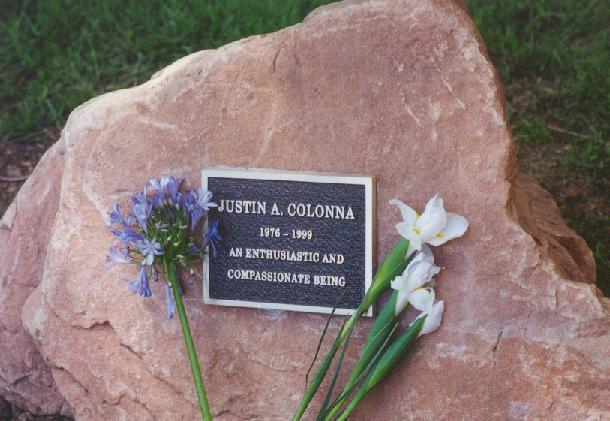 JUSTIN A. COLONNA
1976 - 1999
AN ENTHUSIASTIC AND
COMPASSIONATE BEING